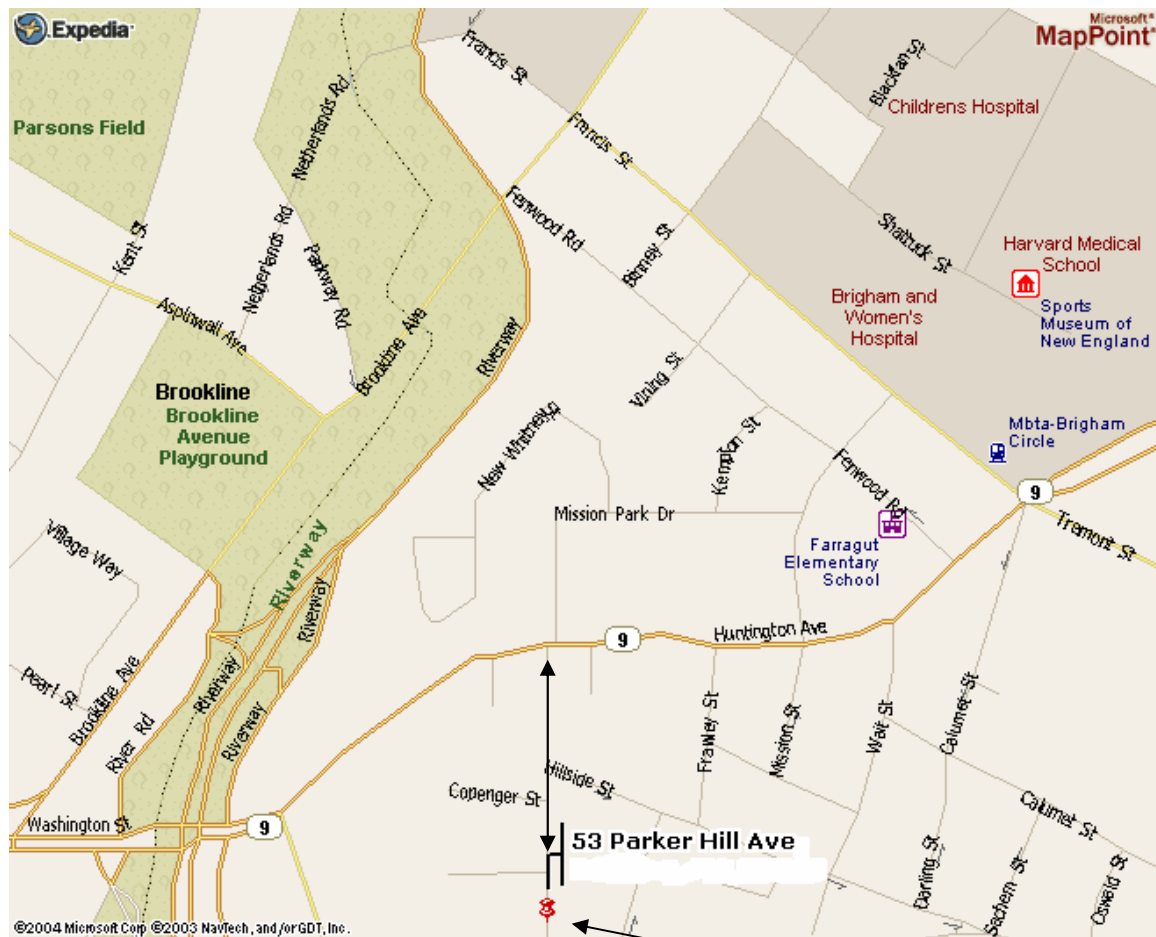 Expedia
Microsoft®
MapPoint®
Francis St
Blackfan St
Childrens Hospital
Netherlands Rd
Parsons Field
Francis St
Fenwood Rd
Binney St
Shattuck St
Harvard Medical
School
Kent St
Netherlands Rd
Parkway Rd
Sports
Museum of
New England
Brigham and
Women's
Hospital
Aspinwall Ave
Brookline Ave
Riverway
Vining St
Brookline
Brookline
Avenue
Playground
New Whitney
Kempton St
Mbta-Brigham
Circle
Fenwood Rd
9
Mission Park Dr
Tremont St
Village Way
Riverway
Riverway
Farragut
Elementary
School
9
Huntington Ave
Pearl St
Brookline Ave
River Rd
Riverway
Riverway
Frawley St
Mission St
Wait St
Calumet St
Hillside St
Copenger St
Calumet St
Washington St
9
53 Parker Hill Ave
Darling St
Sachem St
Oswald St
©2004 Microsoft Corp ©2003 NavTech, and/or GDT, Inc.